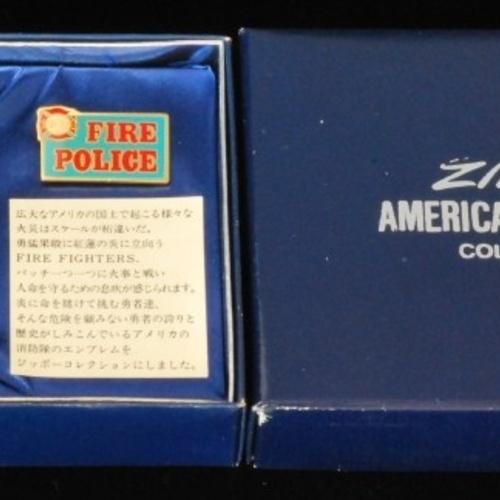 FIRE
POLICE
広大なアメリカの国土で起こる様々な
火災はスケールが桁違いだ。
勇猛果敢に紅蓮の炎に立向う
FIRE FIGHTERS、
バッチ一つ一つに火事と戦い
人命を守るための息吹が感じられます。
炎に命を賭けて挑む勇者達、
そんな危険を顧みない勇者の誇りと
歴史がしみこんでいるアメリカの
消防隊のエンブレムを
ジッポーコレクションにしました。
AMERICA